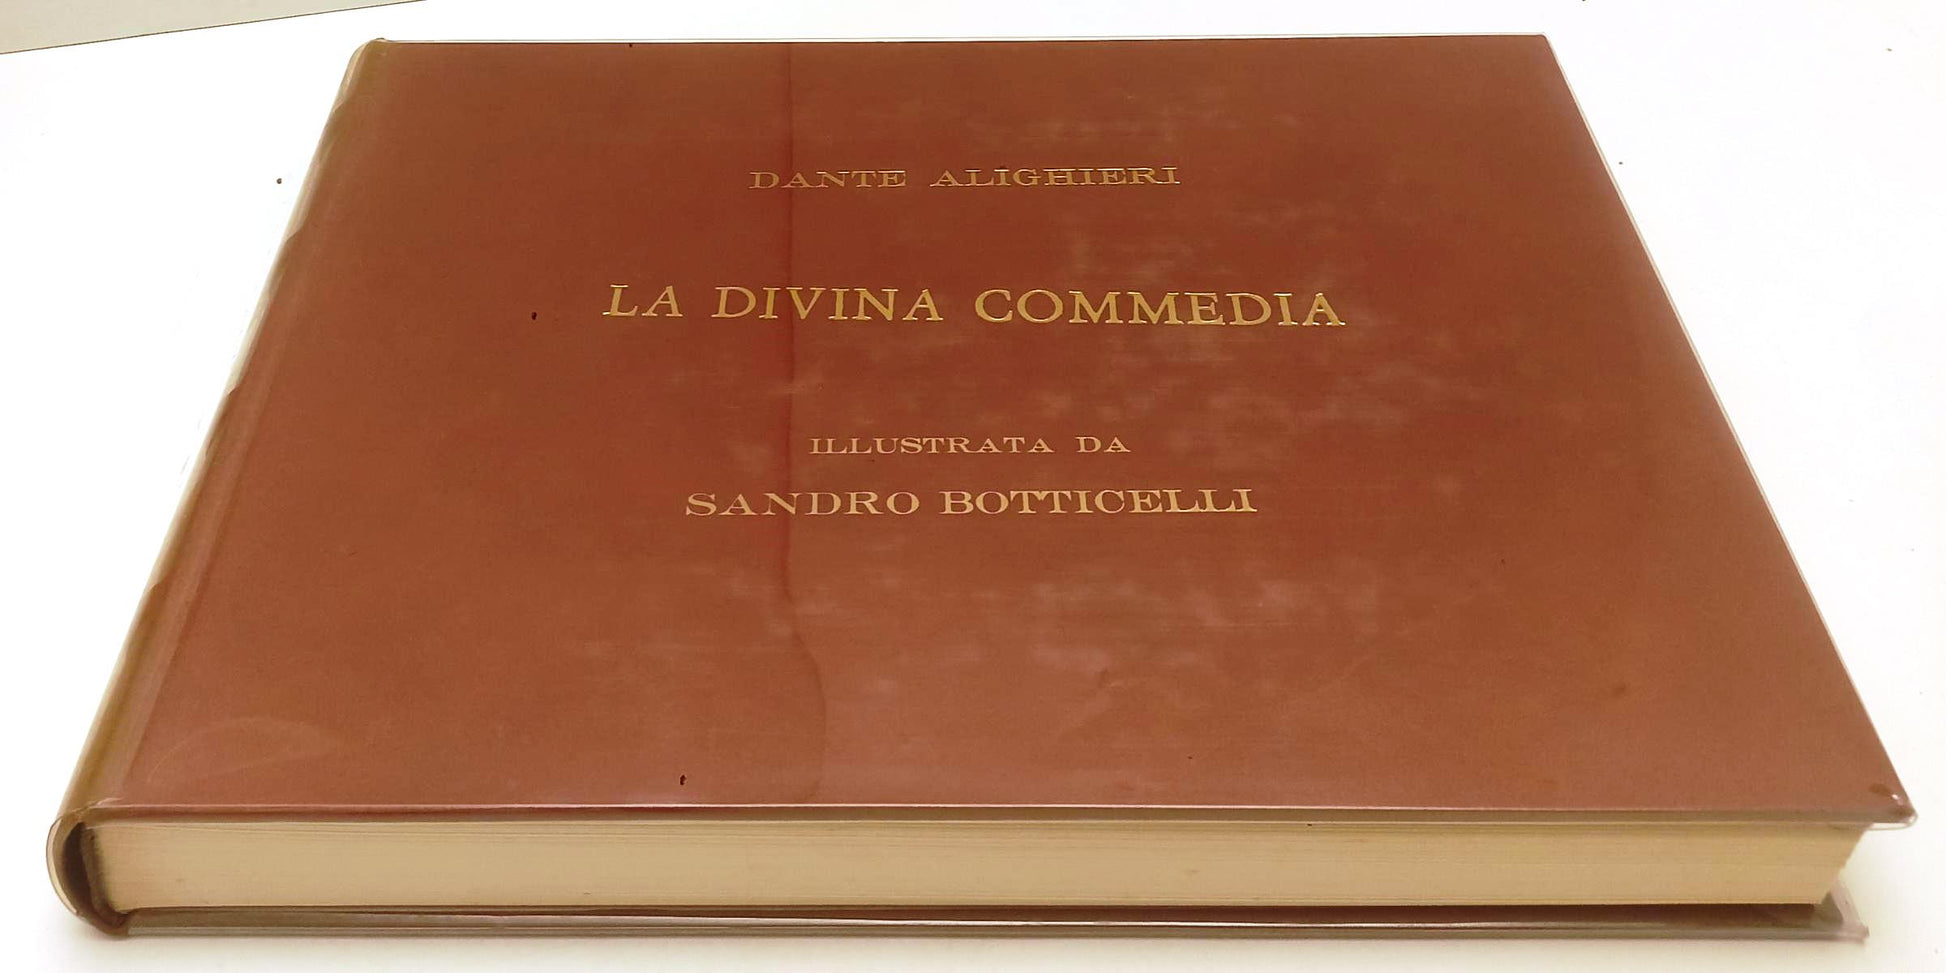 DANTE ALIGHIERI
LA DIVINA COMMEDIA
ILLUSTRATA DA
SANDRO BOTTICELLI